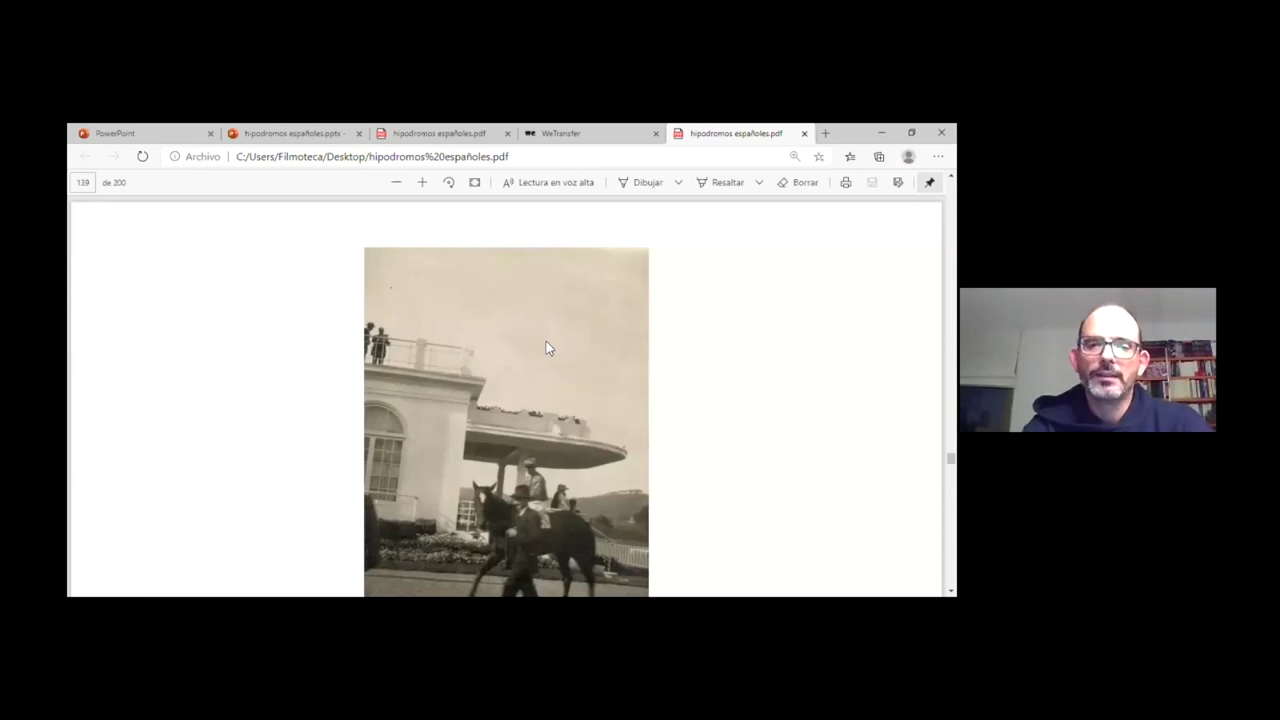 PowerPoint
hipodromos españoles.pptx -
hipodromos españoles.pdf
WeTransfer
hipodromos españoles.pdf
Archivo
C:/Users/Filmoteca/Desktop/hipodromos%20españoles.pdf
139 de 200
Lectura en voz alta
Dibujar
Resaltar
Borrar